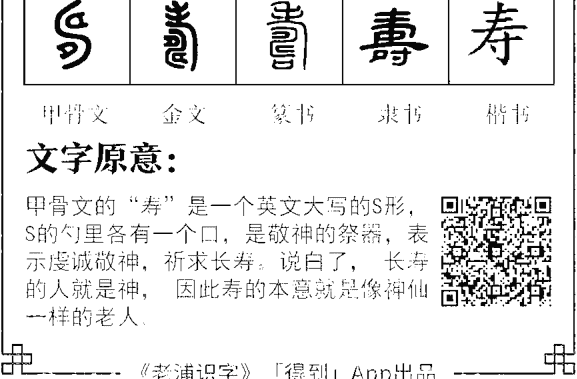 寿
甲骨文 金文 篆书 隶书 楷书
文字原意：
甲骨文的“寿”是一个英文大写的S形，
S的勹里各有一个口，是敬神的祭器，表
示虔诚敬神，祈求长寿。说白了， 长寿
的人就是神， 因此寿的本意就是像神仙
一样的老人、
《老浦识字》「得到」App出品